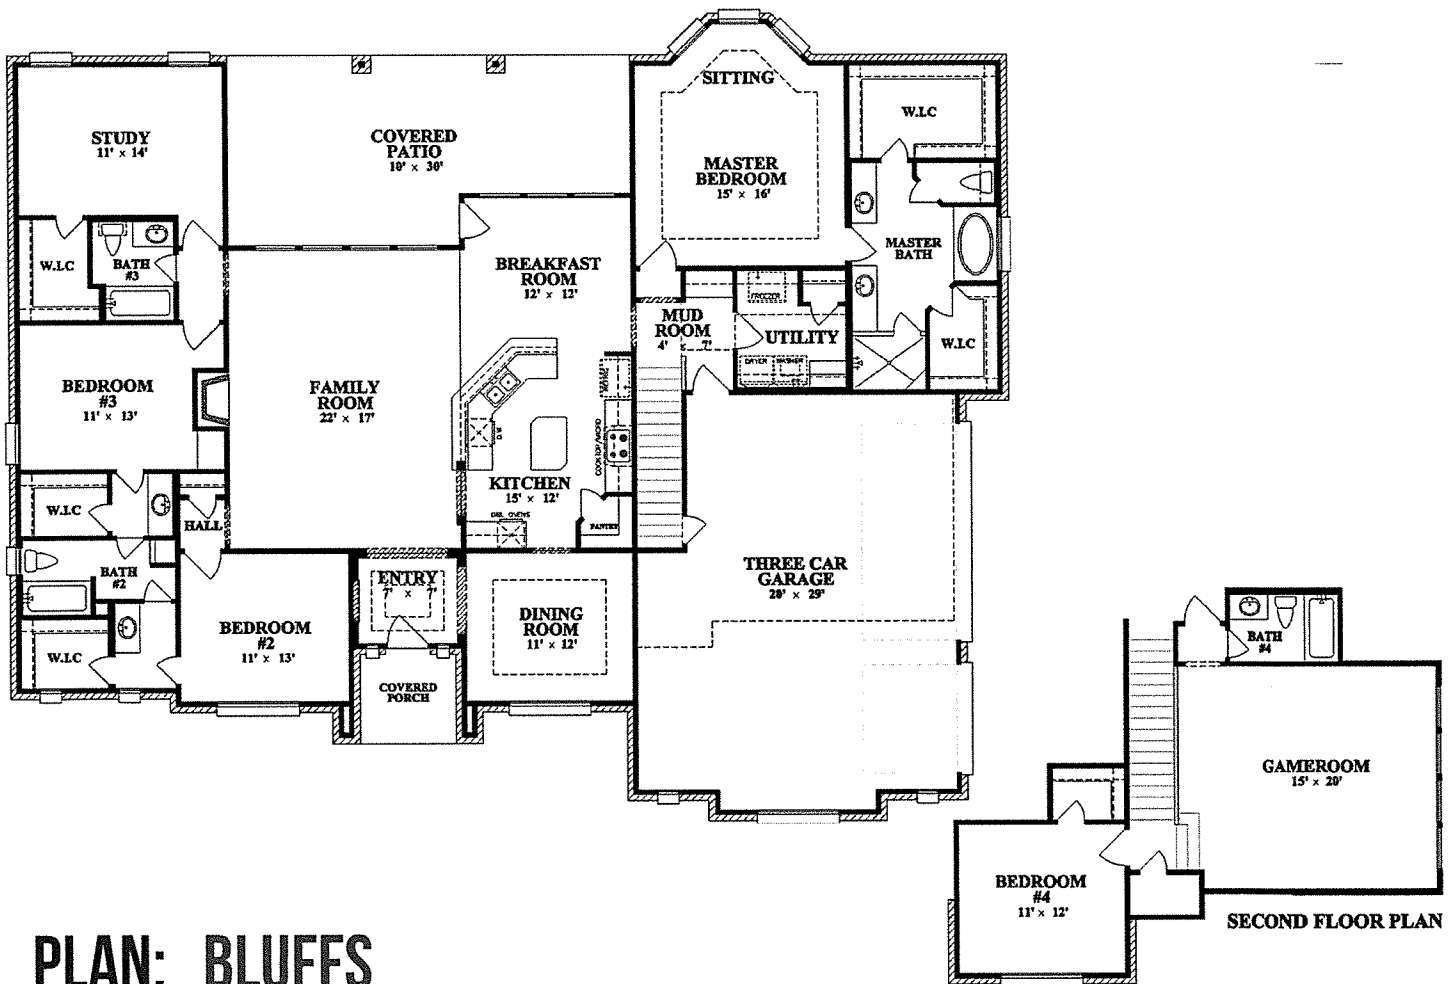 SITTING
W.I.C
STUDY
11' × 14'
COVERED
PATIO
10' × 30'
MASTER
BEDROOM
15' × 16'
W.I.C
BATH
#3
MASTER
BATH
BREAKFAST
ROOM
12' × 12'
FREEZER
MUD
ROOM
4' 7'
UTILITY
W.I.C
DRYER WASHER
BEDROOM
#3
11' × 13'
FAMILY
ROOM
22' × 17'
D.W.
KITCHEN
15' × 12'
W.I.C
HALL
DBL OVENS
PANTRY
BATH
#2
ENTRY
7' × 7'
THREE CAR
GARAGE
20' × 29'
DINING
ROOM
11' × 12'
BEDROOM
#2
11' × 13'
W.I.C
COVERED
PORCH
BATH
#4
GAMEROOM
15' × 20'
BEDROOM
#4
11' × 12'
SECOND FLOOR PLAN
PLAN: BLUFFS